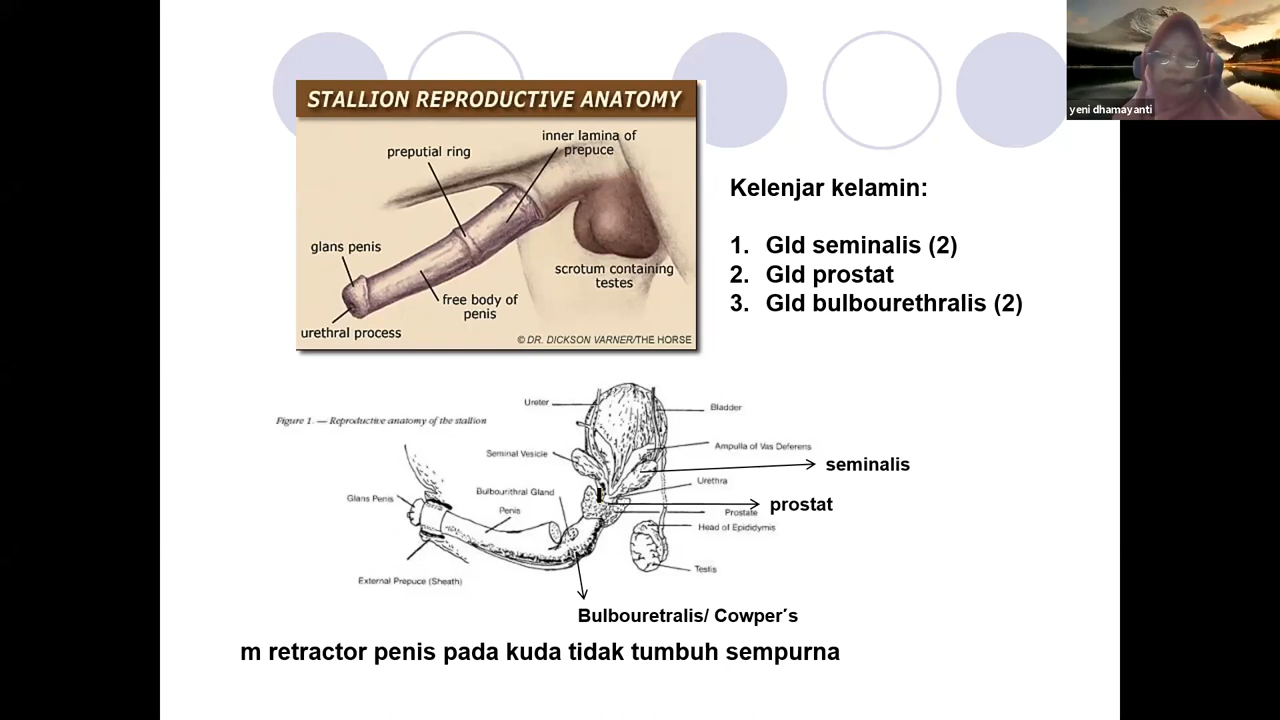 STALLION REPRODUCTIVE ANATOMY
inner lamina of
prepuce
preputial ring
glans penis
scrotum containing
testes
free body of
penis
urethral process
© DR. DICKSON VARNER/THE HORSE
yeni dhamayanti
Kelenjar kelamin:
1. Gld seminalis (2)
2. Gld prostat
3. Gld bulbourethralis (2)
Figure 1. — Reproductive anatomy of the stallion
Ureter
Bladder
Ampulla of Vas Deferens
Seminal Vesicle
seminalis
Urethra
Bulbourithral Gland
Glans Penis
Penis
prostat
Prostate
Head of Epididymis
Testis
External Prepuce (Sheath)
Bulbouretralis/ Cowper´s
m retractor penis pada kuda tidak tumbuh sempurna